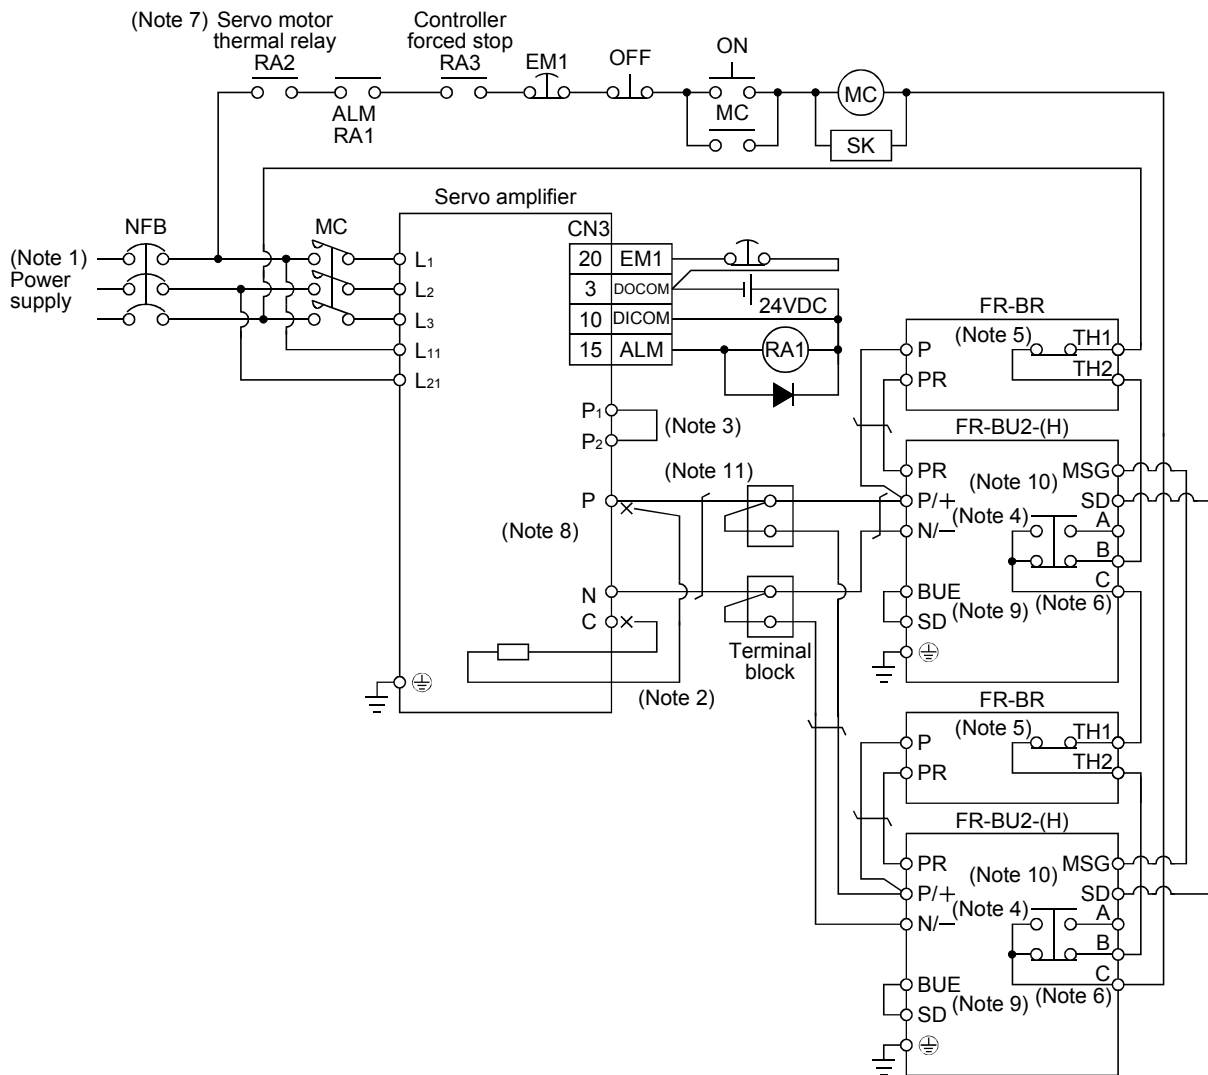 (Note 7) Servo motor
thermal relay
RA2
Controller
forced stop
RA3
EM1
OFF
ON
MC
MC
SK
ALM
RA1
Servo amplifier
NFB
MC
(Note 1)
Power
supply
L1
L2
L3
L11
L21
CN3
20 EM1
3 DOCOM
10 DICOM
15 ALM
24VDC
RA1
P1
P2
(Note 3)
P
(Note 8)
(Note 11)
N
C
(Note 2)
Terminal
block
FR-BR
P
PR
(Note 5)
TH1
TH2
FR-BU2-(H)
PR
P/+
N/−
BUE
SD
MSG
(Note 10)
SD
(Note 4)
A
B
C
(Note 9)
(Note 6)
FR-BR
P
PR
(Note 5)
TH1
TH2
FR-BU2-(H)
PR
P/+
N/−
BUE
SD
MSG
(Note 10)
SD
(Note 4)
A
B
C
(Note 9)
(Note 6)